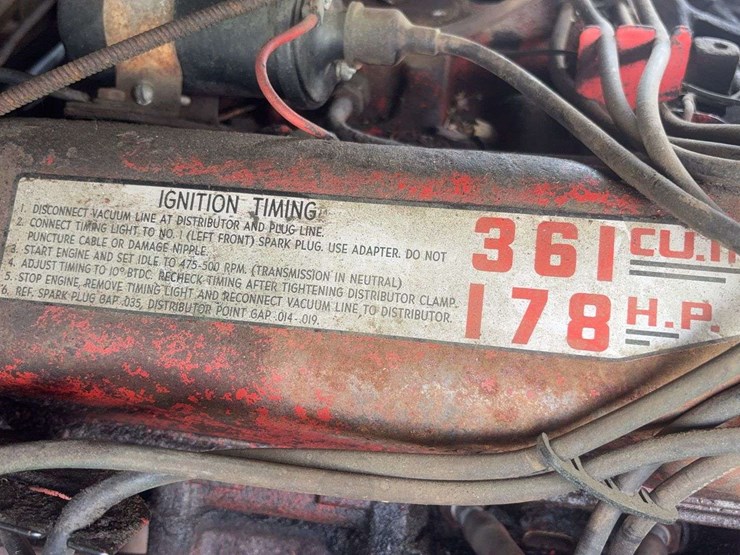 IGNITION TIMING
1. DISCONNECT VACUUM LINE AT DISTRIBUTOR AND PLUG LINE.
2. CONNECT TIMING LIGHT TO NO. 1 (LEFT FRONT) SPARK PLUG. USE ADAPTER. DO NOT
PUNCTURE CABLE OR DAMAGE NIPPLE.
3. START ENGINE AND SET IDLE TO 475-500 RPM. (TRANSMISSION IN NEUTRAL)
4. ADJUST TIMING TO 10° BTDC. RECHECK TIMING AFTER TIGHTENING DISTRIBUTOR CLAMP.
5. STOP ENGINE, REMOVE TIMING LIGHT AND RECONNECT VACUUM LINE TO DISTRIBUTOR.
6. REF. SPARK PLUG GAP .035, DISTRIBUTOR POINT GAP .014-.019.
361 CU.I
178 H.P.